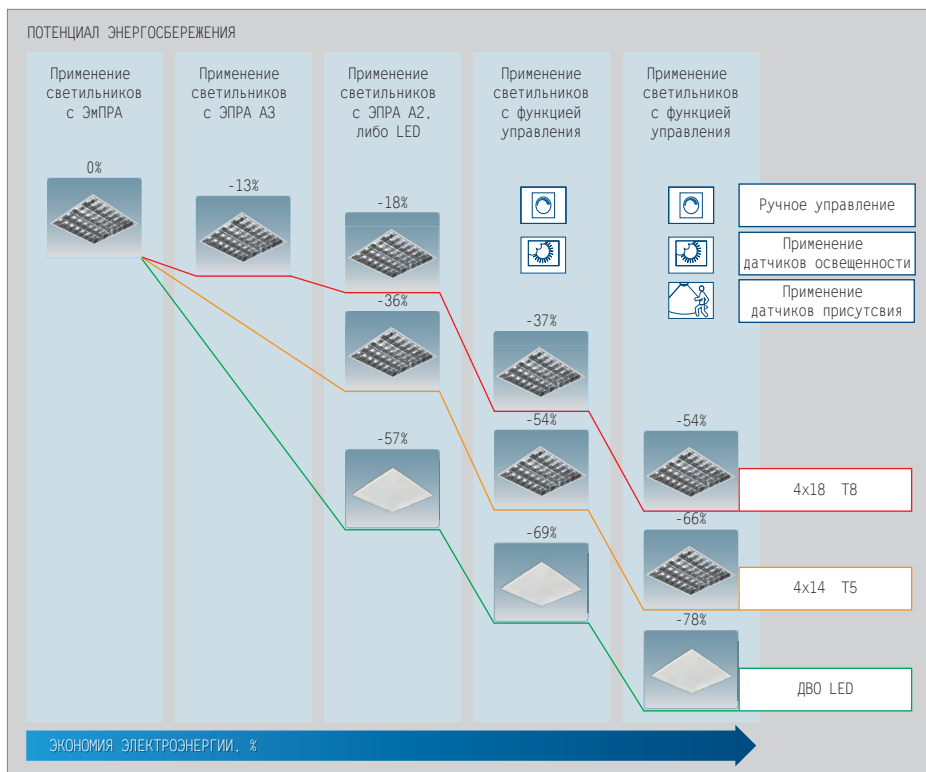 ПОТЕНЦИАЛ ЭНЕРГОСБЕРЕЖЕНИЯ
Применение
светильников
с ЭмПРА
Применение
светильников
с ЭПРА А3
Применение
светильников
с ЭПРА А2,
либо LED
Применение
светильников
с функцией
управления
Применение
светильников
с функцией
управления
0%
-13%
-18%
Ручное управление
Применение
датчиков освещенности
Применение
датчиков присутсвия
-36%
-37%
-57%
-54%
-54%
4х18 Т8
-69%
-66%
4х14 Т5
-78%
ДВО LED
ЭКОНОМИЯ ЭЛЕКТРОЭНЕРГИИ, %